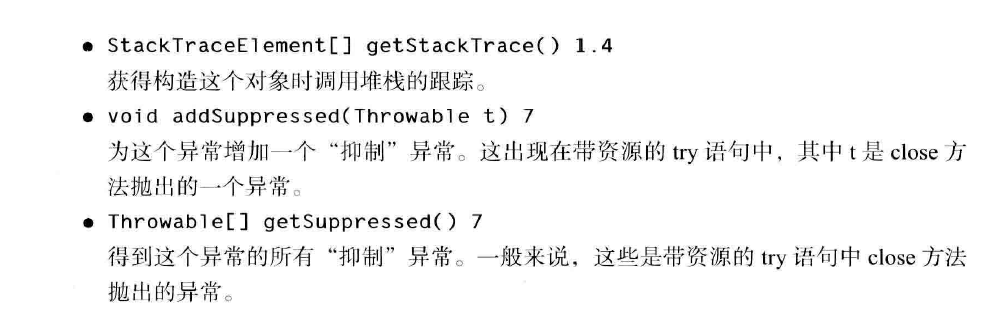 • StackTraceElement[] getStackTrace() 1.4
获得构造这个对象时调用堆栈的跟踪。
• void addSuppressed(Throwable t) 7
为这个异常增加一个“抑制”异常。这出现在带资源的 try 语句中，其中 t 是 close 方
法抛出的一个异常。
• Throwable[] getSuppressed() 7
得到这个异常的所有“抑制”异常。一般来说，这些是带资源的 try 语句中 close 方法
抛出的异常。